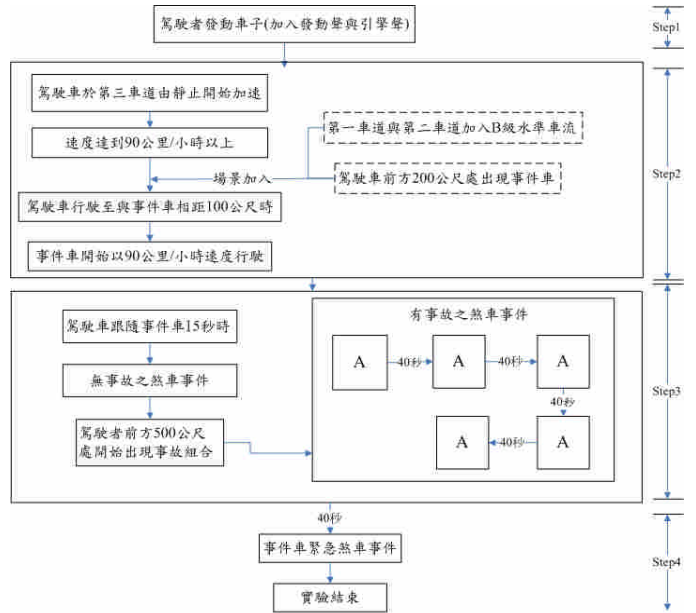 駕駛者發動車子(加入發動聲與引擎聲)
Step1
駕駛車於第三車道由靜止開始加速
速度達到90公里/小時以上
第一車道與第二車道加入B級水準車流
場景加入
駕駛車前方200公尺處出現事件車
駕駛車行駛至與事件車相距100公尺時
事件車開始以90公里/小時速度行駛
Step2
駕駛車跟隨事件車15秒時
無事故之煞車事件
駕駛者前方500公尺
處開始出現事故組合
有事故之煞車事件
A
40秒
A
40秒
A
40秒
A
40秒
A
Step3
40秒
事件車緊急煞車事件
實驗結束
Step4